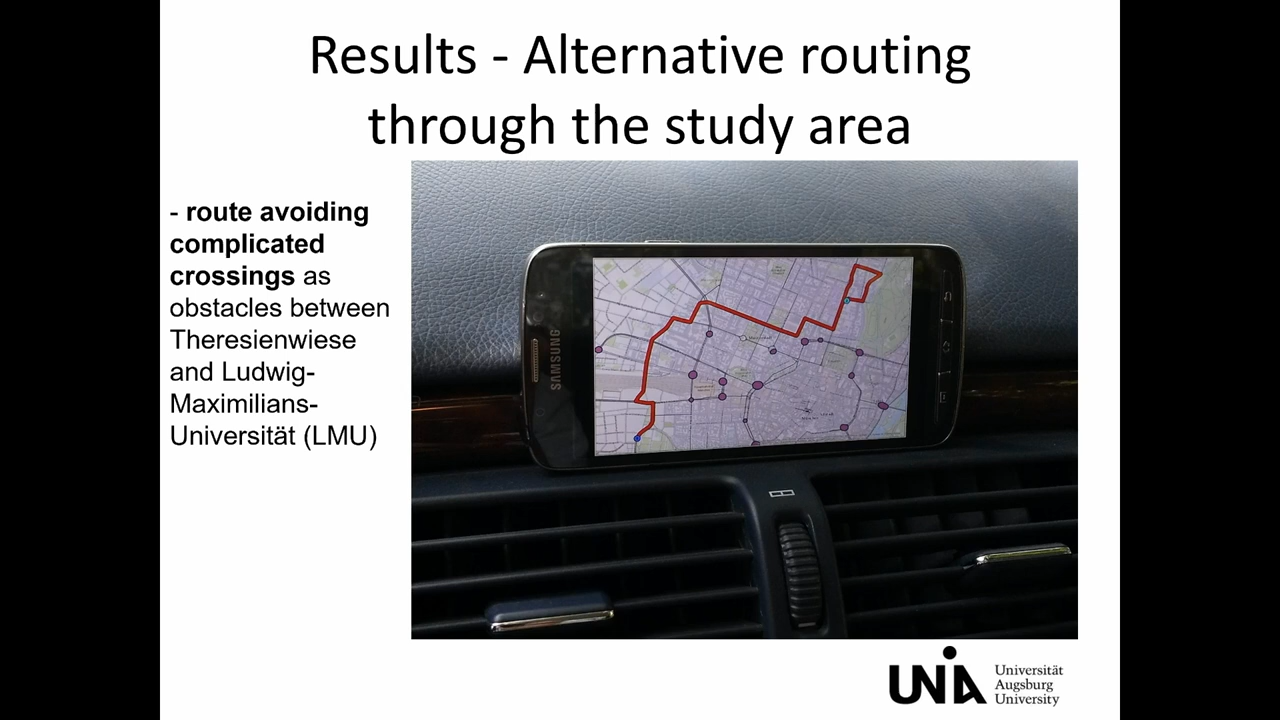 Results - Alternative routing
through the study area
- route avoiding
complicated
crossings as
obstacles between
Theresienwiese
and Ludwig-
Maximilians-
Universität (LMU)
SAMSUNG
UNIA
Universität
Augsburg
University